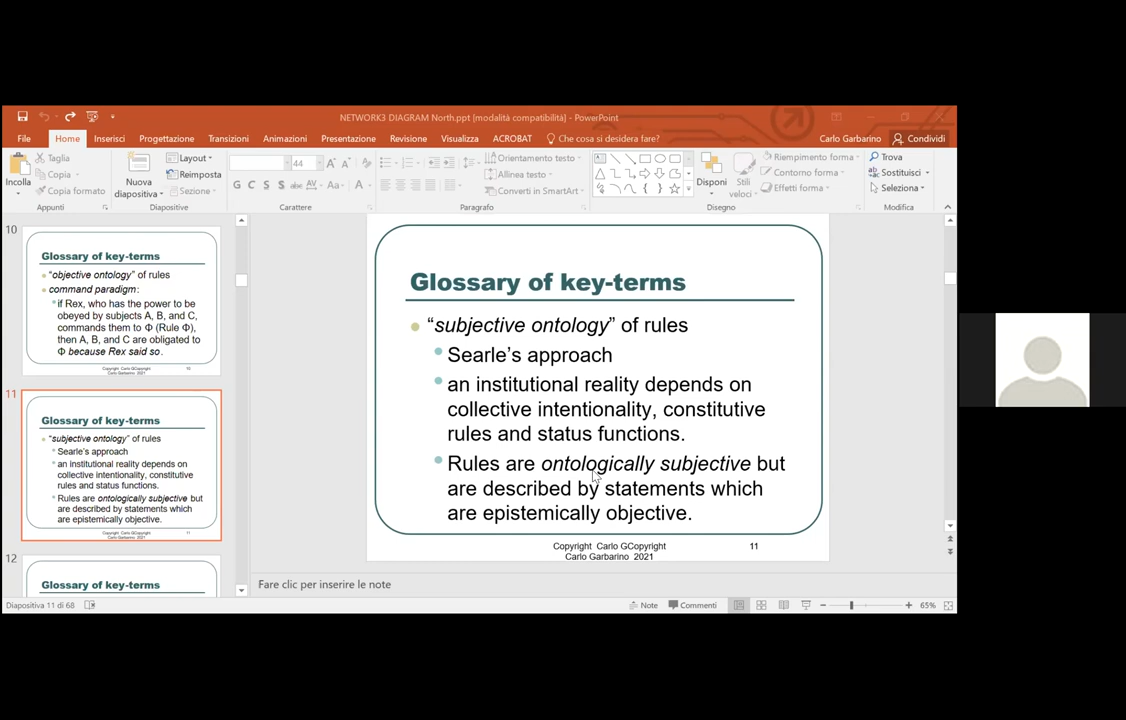 NETWORK3 DIAGRAM North.ppt [modalità compatibilità] - PowerPoint
File Home Inserisci Progettazione Transizioni Animazioni Presentazione Revisione Visualizza ACROBAT Che cosa si desidera fare? Carlo Garbarino Condividi
Incolla
Taglia
Copia
Copia formato
Appunti
Nuova
diapositiva
Layout
Reimposta
Sezione
Diapositive
44
G C S S abc AV Aa A
Carattere
Orientamento testo
Allinea testo
Converti in SmartArt
Paragrafo
Disponi
Stili
veloci
Riempimento forma
Contorno forma
Effetti forma
Disegno
Trova
Sostituisci
Seleziona
Modifica
10
Glossary of key-terms
“objective ontology” of rules
command paradigm:
if Rex, who has the power to be
obeyed by subjects A, B, and C,
commands them to Φ (Rule Φ),
then A, B, and C are obligated to
Φ because Rex said so.
Copyright Carlo GCopyright
Carlo Garbarino 2021
10
11
Glossary of key-terms
“subjective ontology” of rules
Searle’s approach
an institutional reality depends on
collective intentionality, constitutive
rules and status functions.
Rules are ontologically subjective but
are described by statements which
are epistemically objective.
Copyright Carlo GCopyright
Carlo Garbarino 2021
11
12
Glossary of key-terms
Glossary of key-terms
“subjective ontology” of rules
Searle’s approach
an institutional reality depends on
collective intentionality, constitutive
rules and status functions.
Rules are ontologically subjective but
are described by statements which
are epistemically objective.
Copyright Carlo GCopyright
Carlo Garbarino 2021
11
Fare clic per inserire le note
Diapositiva 11 di 68
Note Commenti 65%